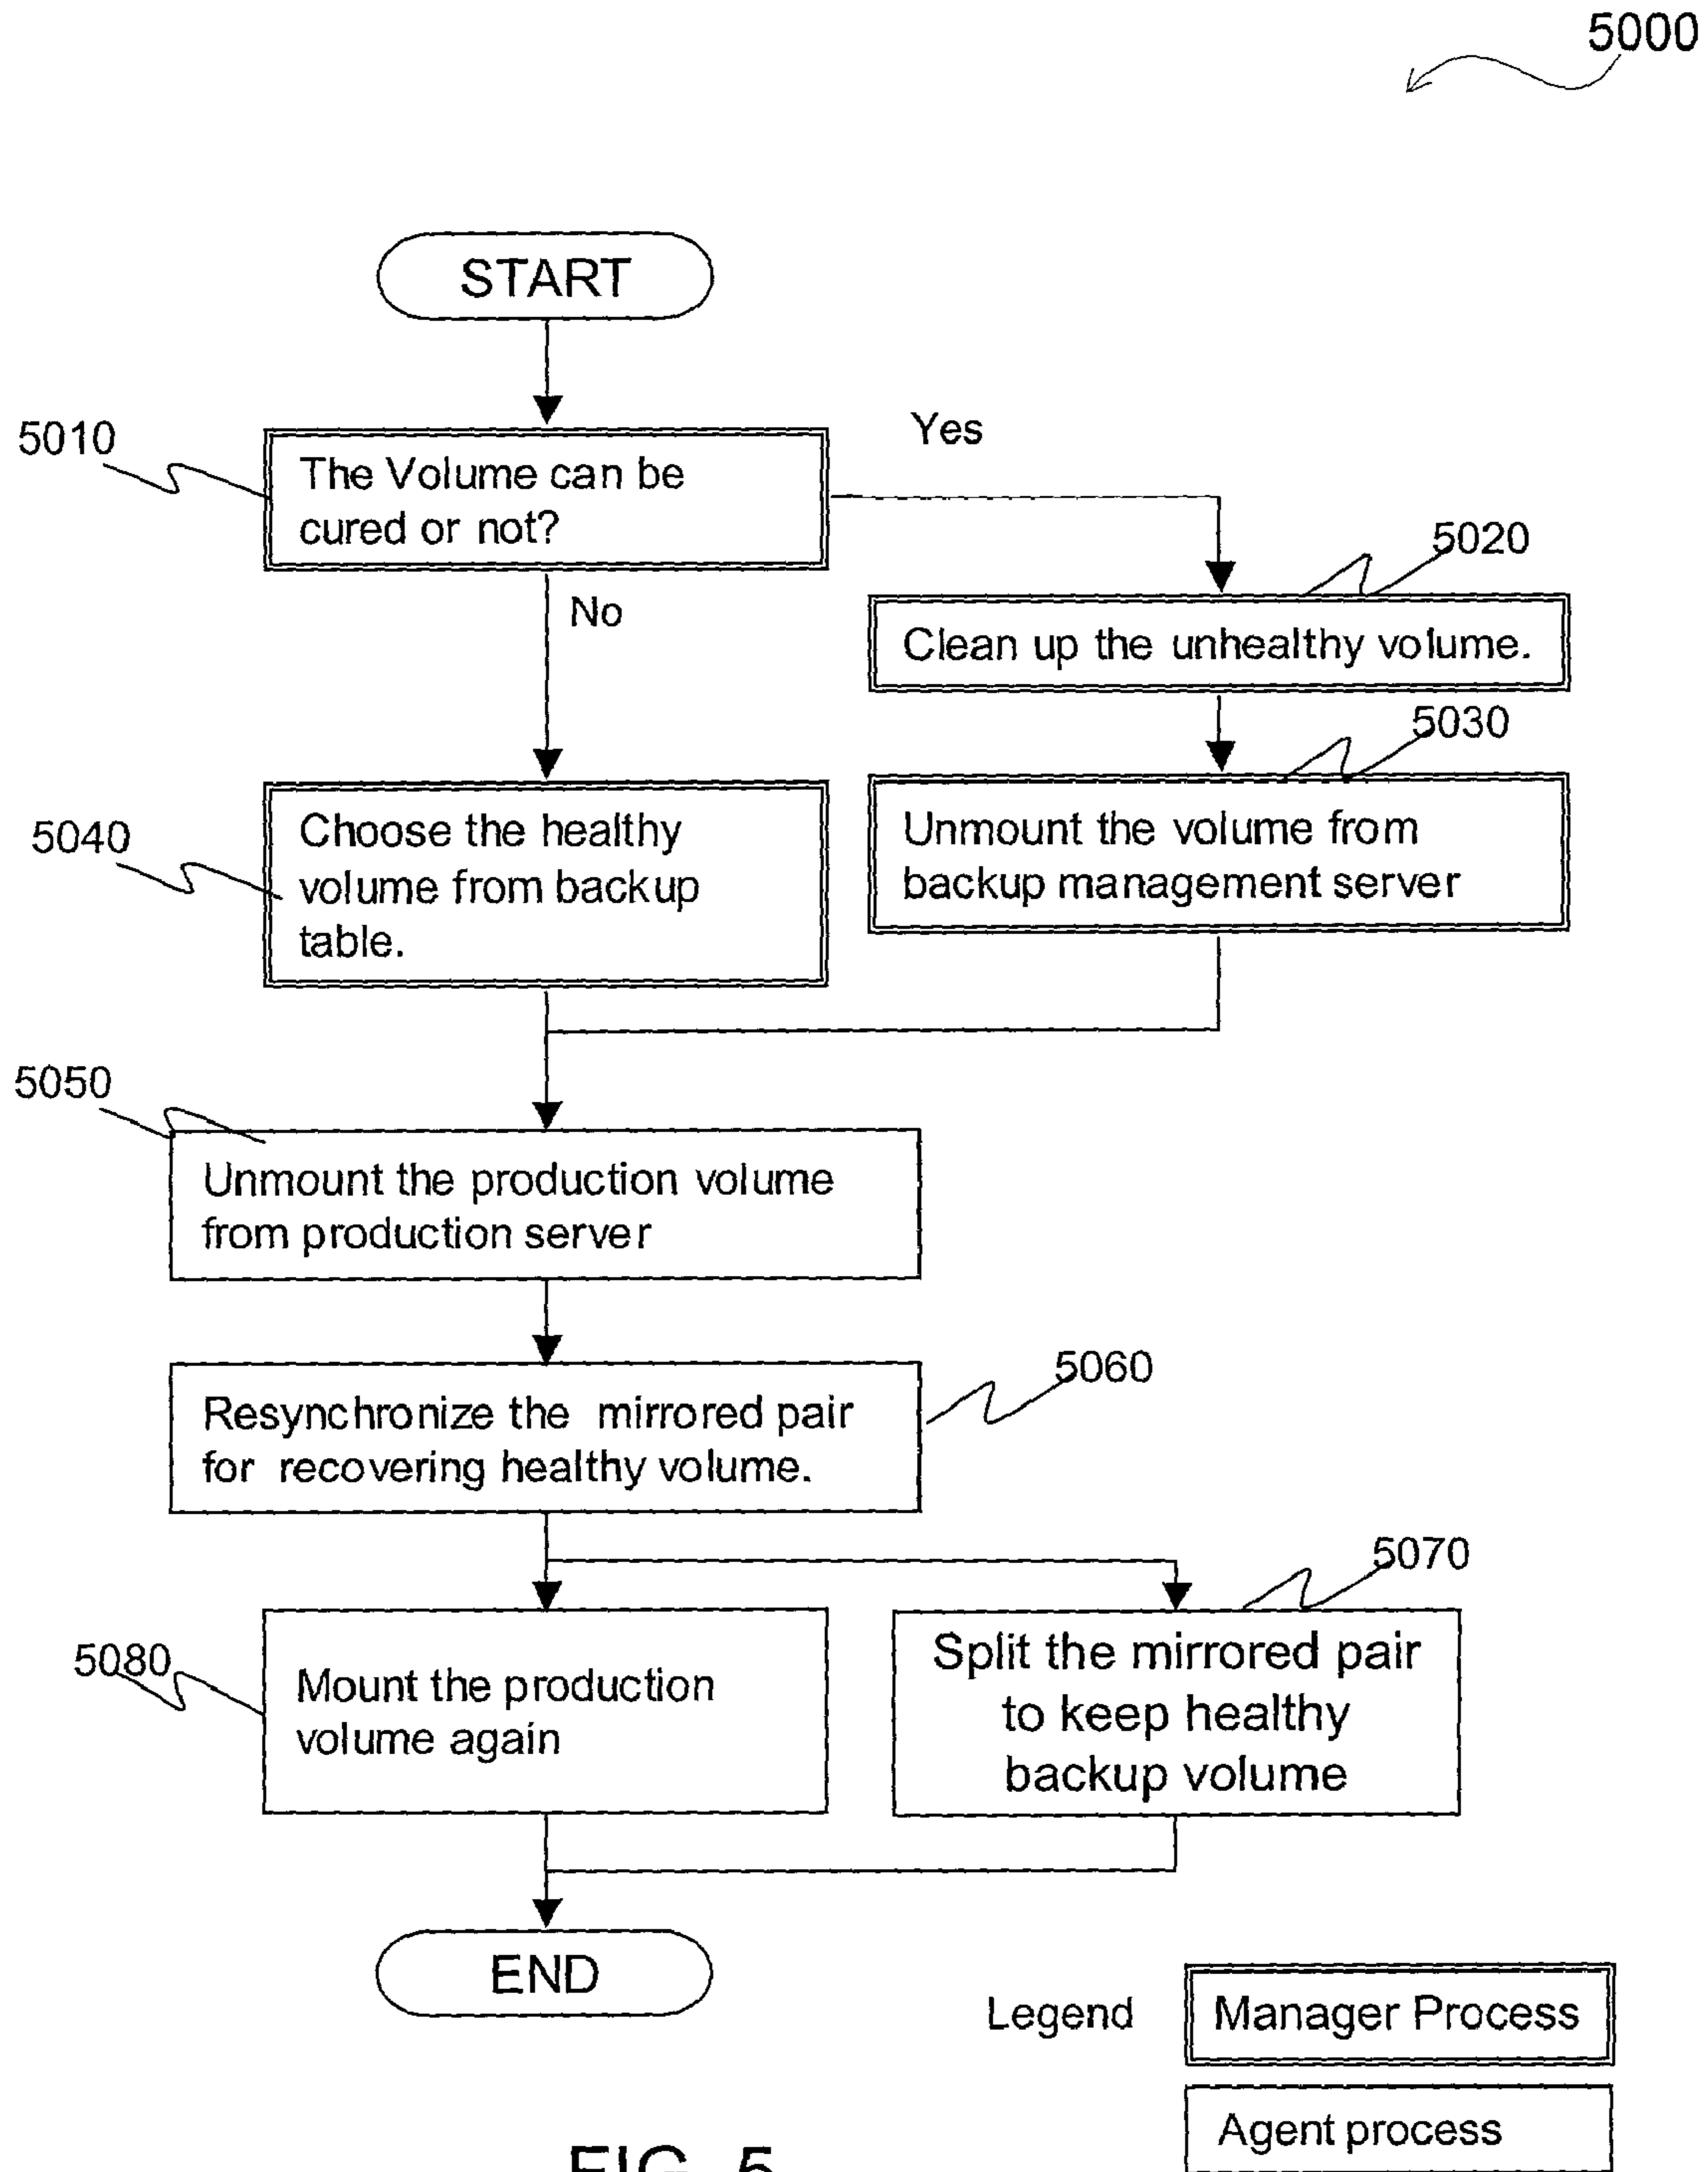 5000
START
5010
The Volume can be
cured or not?
Yes
No
5020
Clean up the unhealthy volume.
5030
Unmount the volume from
backup management server
5040
Choose the healthy
volume from backup
table.
5050
Unmount the production volume
from production server
5060
Resynchronize the mirrored pair
for recovering healthy volume.
5070
Split the mirrored pair
to keep healthy
backup volume
5080
Mount the production
volume again
END
Legend
Manager Process
Agent process
FIG. 5